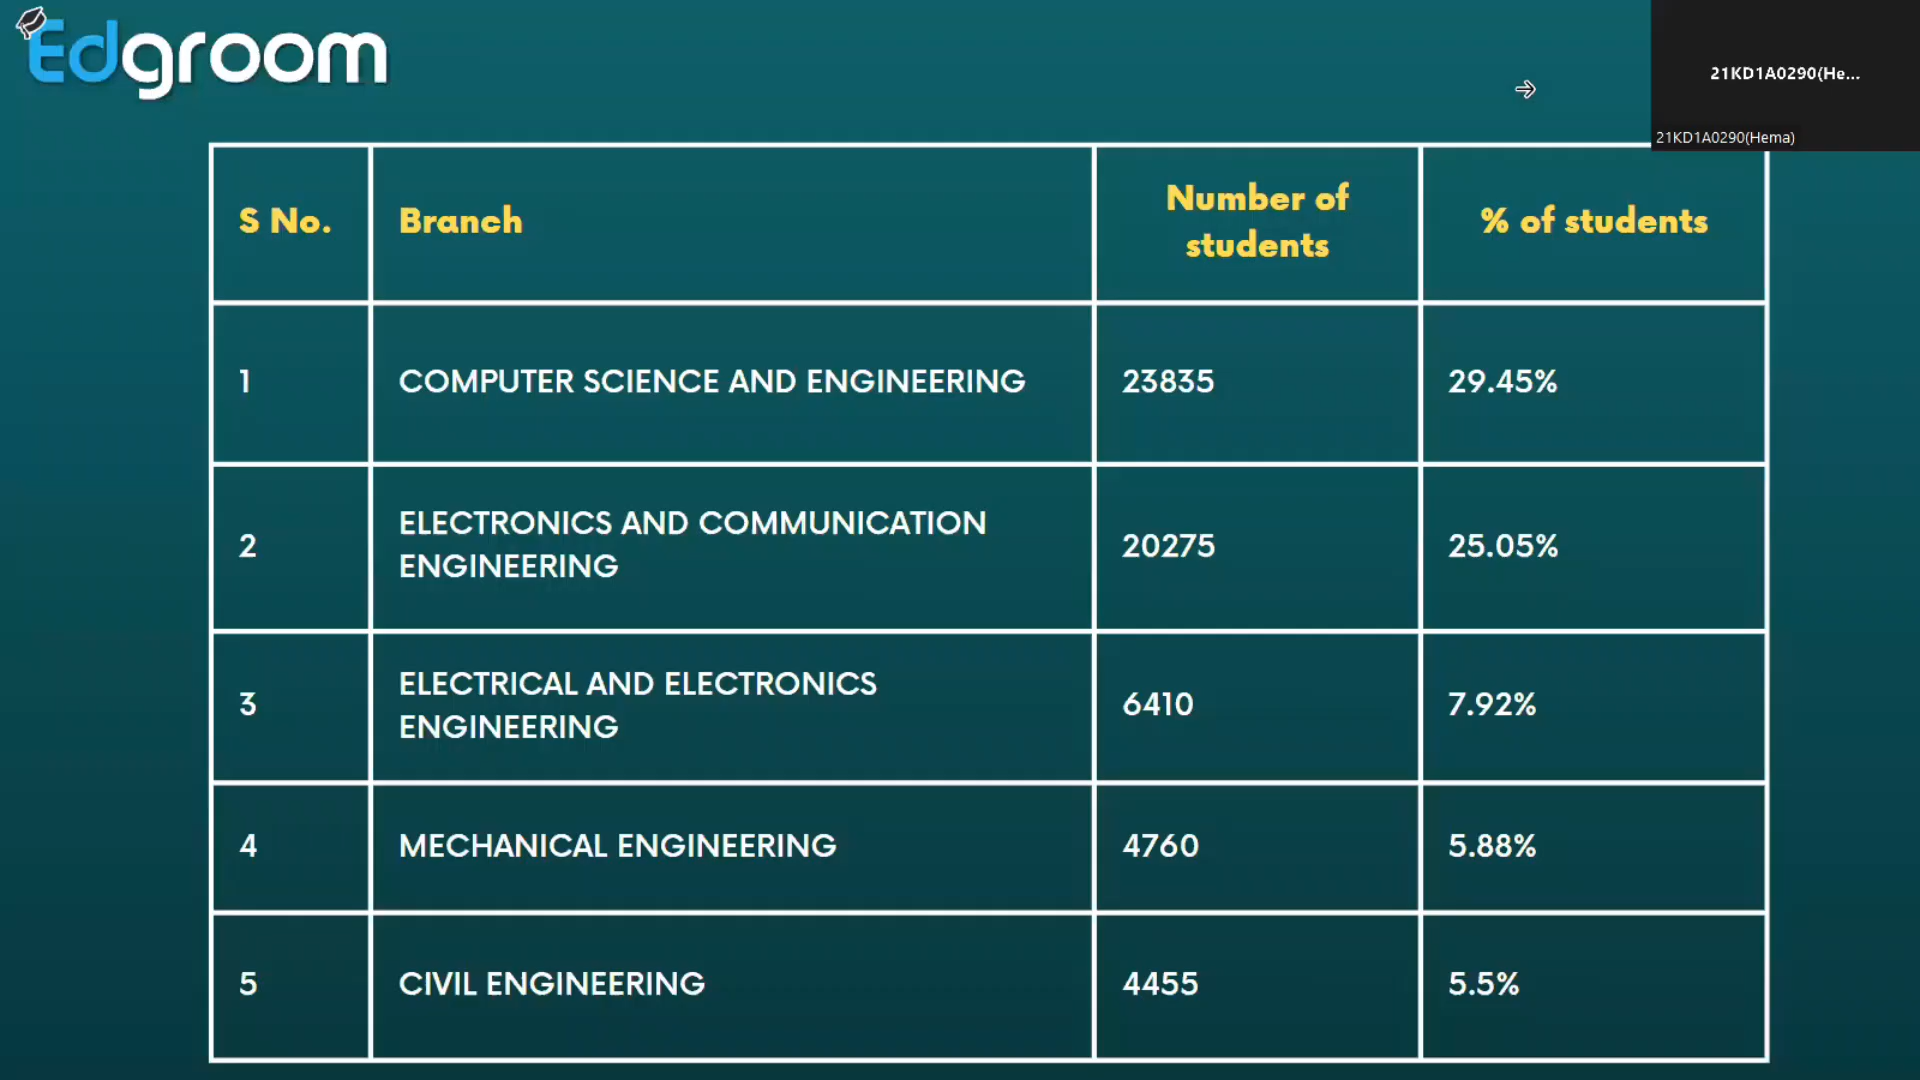 Edgroom
21KD1A0290(He...
21KD1A0290(Hema)
S No.
Branch
Number of
students
% of students
1
COMPUTER SCIENCE AND ENGINEERING
23835
29.45%
2
ELECTRONICS AND COMMUNICATION
ENGINEERING
20275
25.05%
3
ELECTRICAL AND ELECTRONICS
ENGINEERING
6410
7.92%
4
MECHANICAL ENGINEERING
4760
5.88%
5
CIVIL ENGINEERING
4455
5.5%